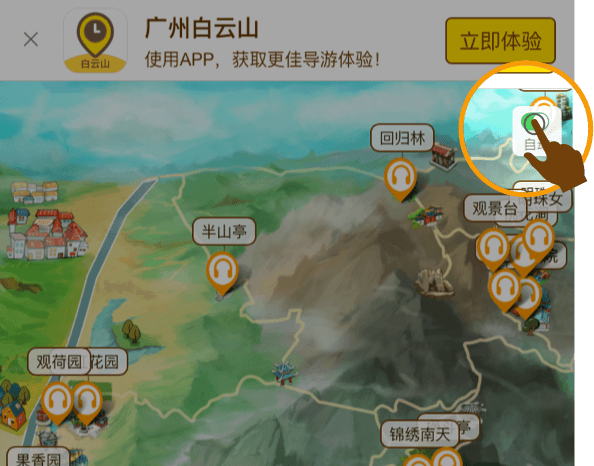 广州白云山
使用APP，获取更佳导游体验！
立即体验
白云山
回归林
观景台
半山亭
观荷园
花园
锦绣南天
果香园